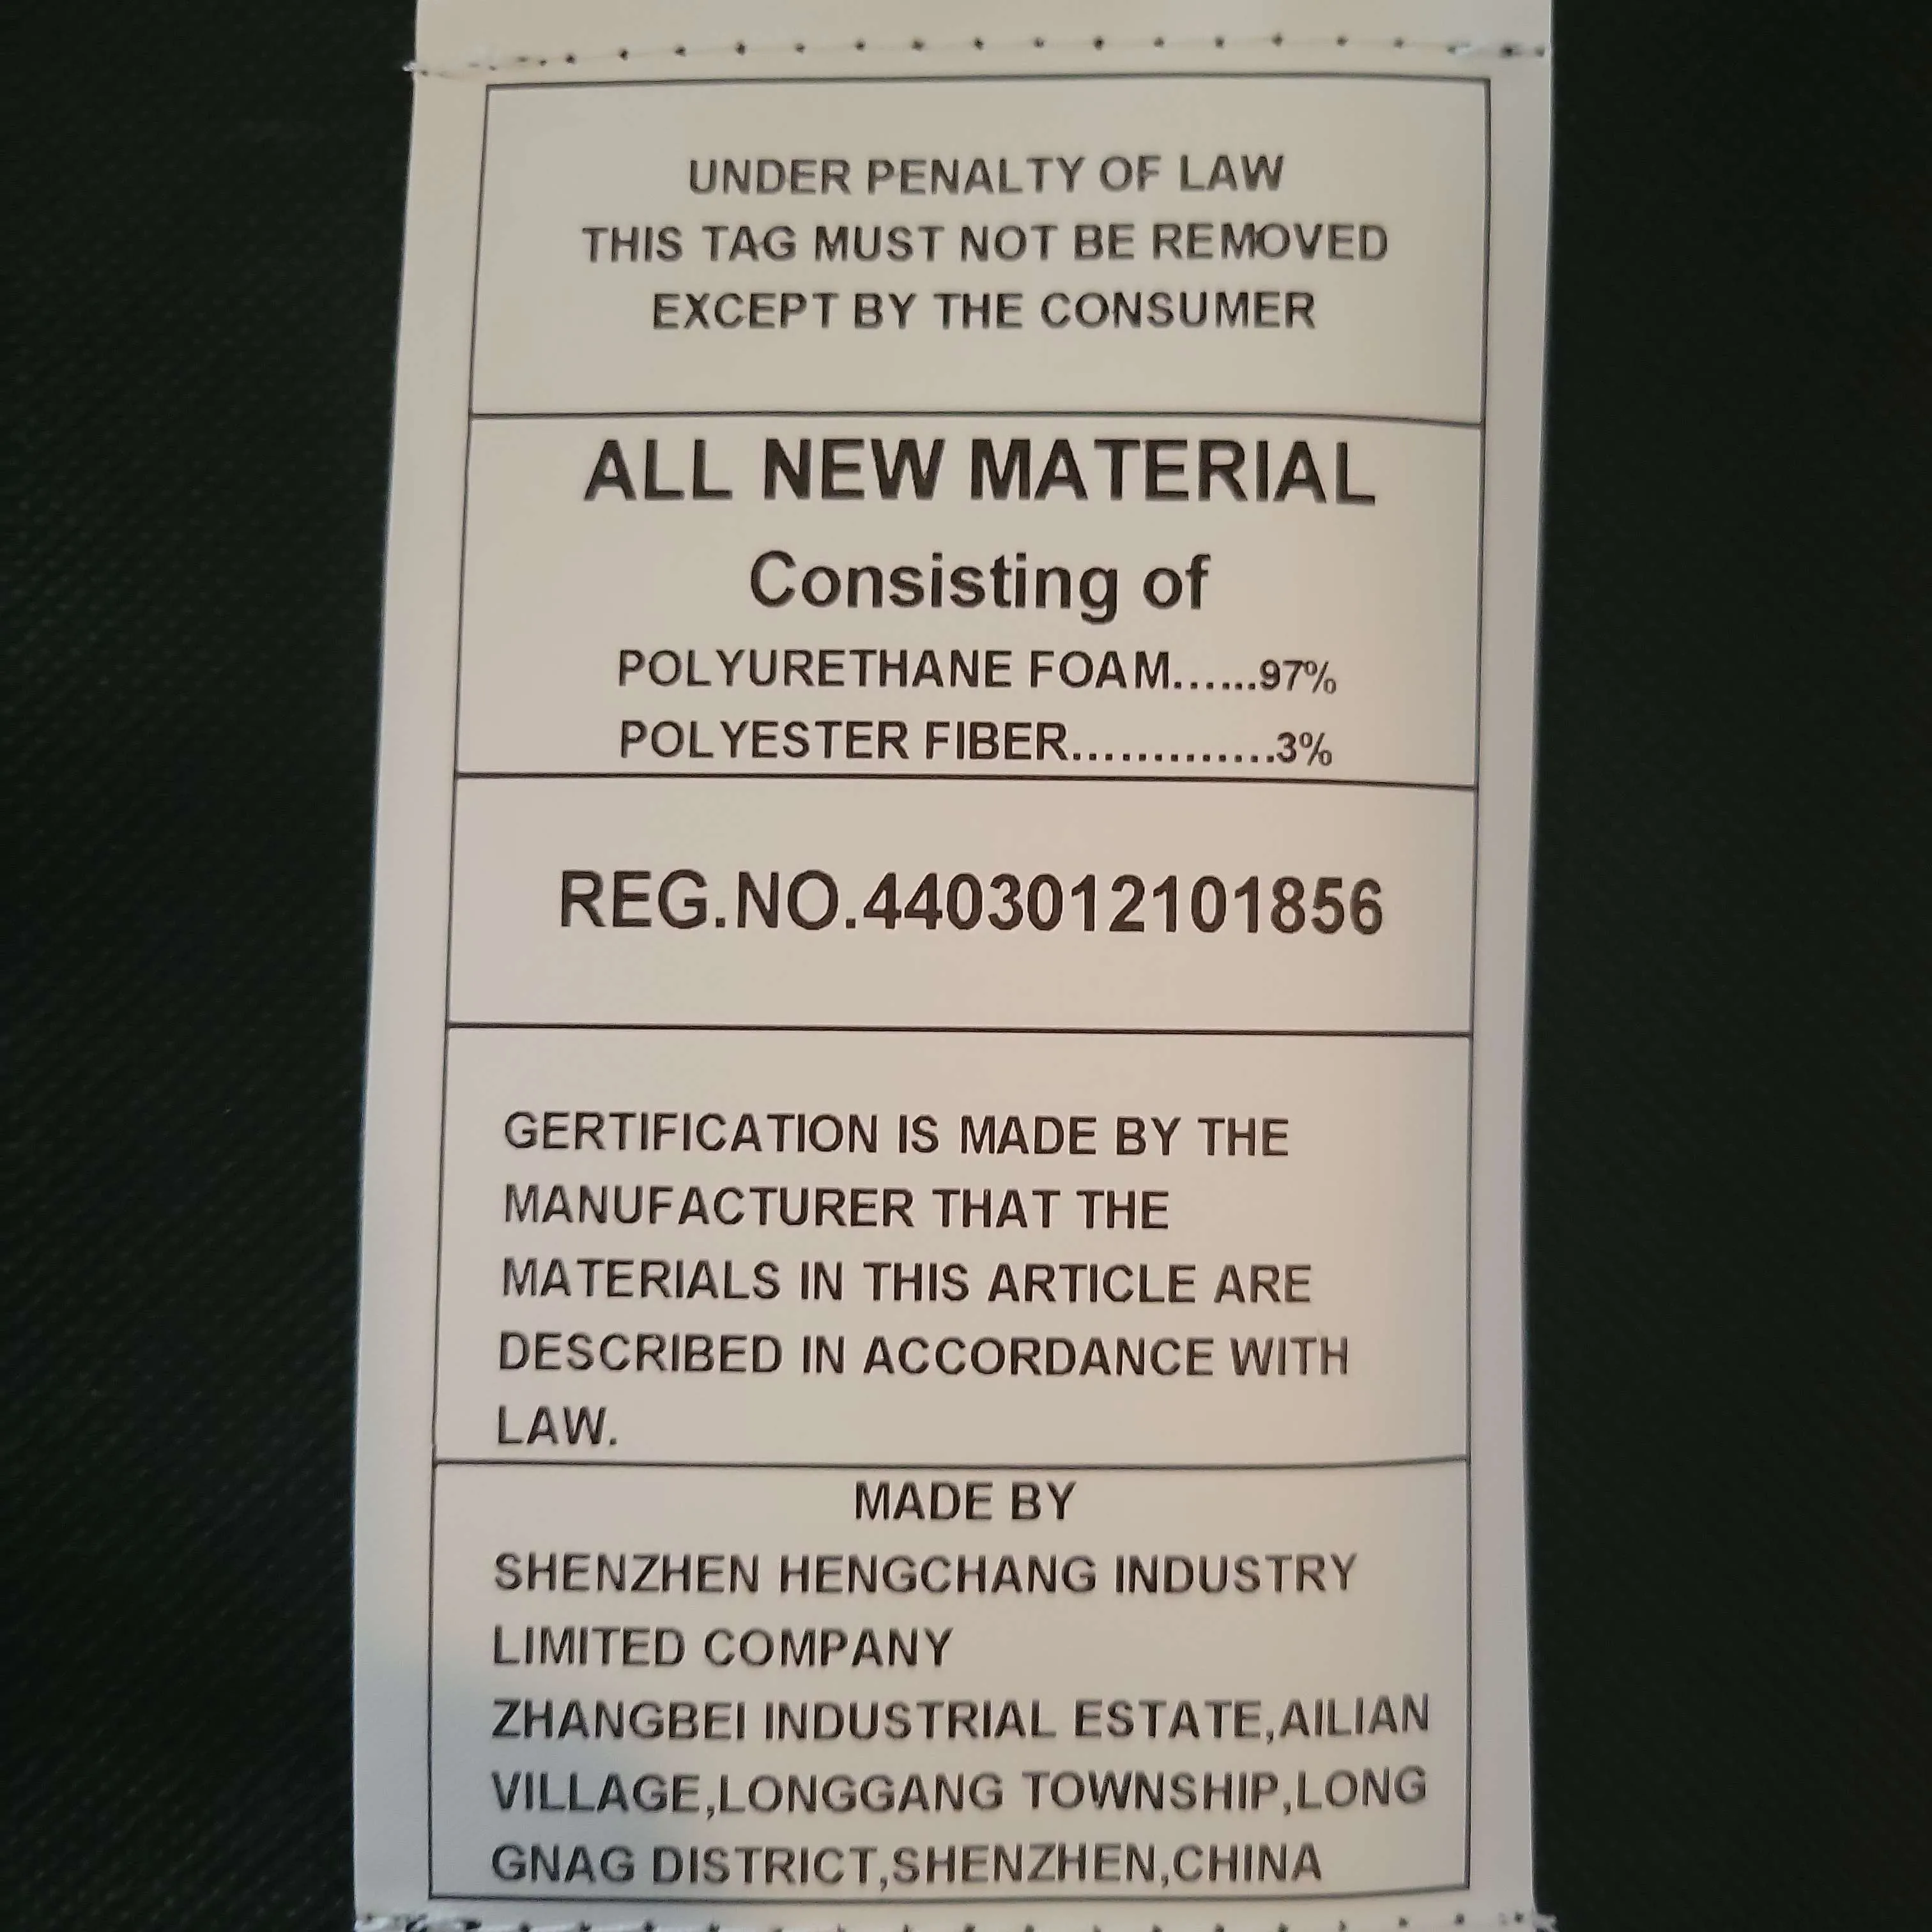 UNDER PENALTY OF LAW
THIS TAG MUST NOT BE REMOVED
EXCEPT BY THE CONSUMER
ALL NEW MATERIAL
Consisting of
POLYURETHANE FOAM......97%
POLYESTER FIBER.............3%
REG.NO.4403012101856
GERTIFICATION IS MADE BY THE
MANUFACTURER THAT THE
MATERIALS IN THIS ARTICLE ARE
DESCRIBED IN ACCORDANCE WITH
LAW.
MADE BY
SHENZHEN HENGCHANG INDUSTRY
LIMITED COMPANY
ZHANGBEI INDUSTRIAL ESTATE,AILIAN
VILLAGE,LONGGANG TOWNSHIP,LONG
GNAG DISTRICT,SHENZHEN,CHINA